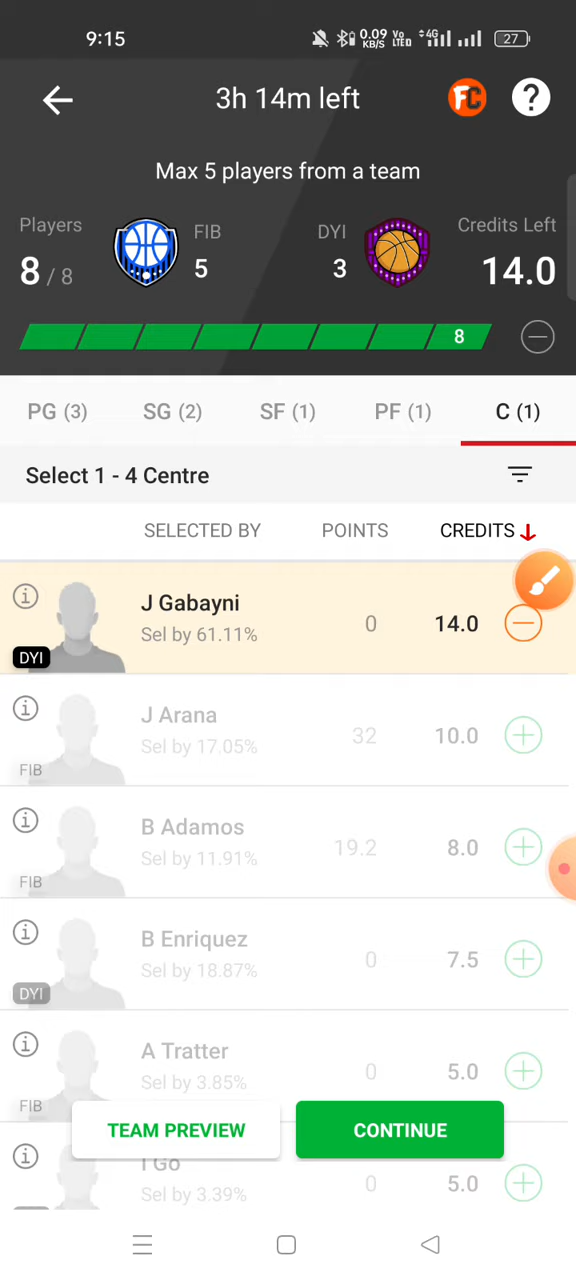 9:15 0.09 KB/S VO LTED 4G 27
3h 14m left FC ?
Max 5 players from a team
Players FIB DYI Credits Left
8 / 8 5 3 14.0
8
PG (3) SG (2) SF (1) PF (1) C (1)
Select 1 - 4 Centre
SELECTED BY POINTS CREDITS
J Gabayni
Sel by 61.11% 0 14.0
DYI
J Arana
Sel by 17.05% 32 10.0
FIB
B Adamos
Sel by 11.91% 19.2 8.0
FIB
B Enriquez
Sel by 18.87% 0 7.5
DYI
A Tratter
Sel by 3.85% 0 5.0
FIB
TEAM PREVIEW CONTINUE
I Go
Sel by 3.39% 0 5.0